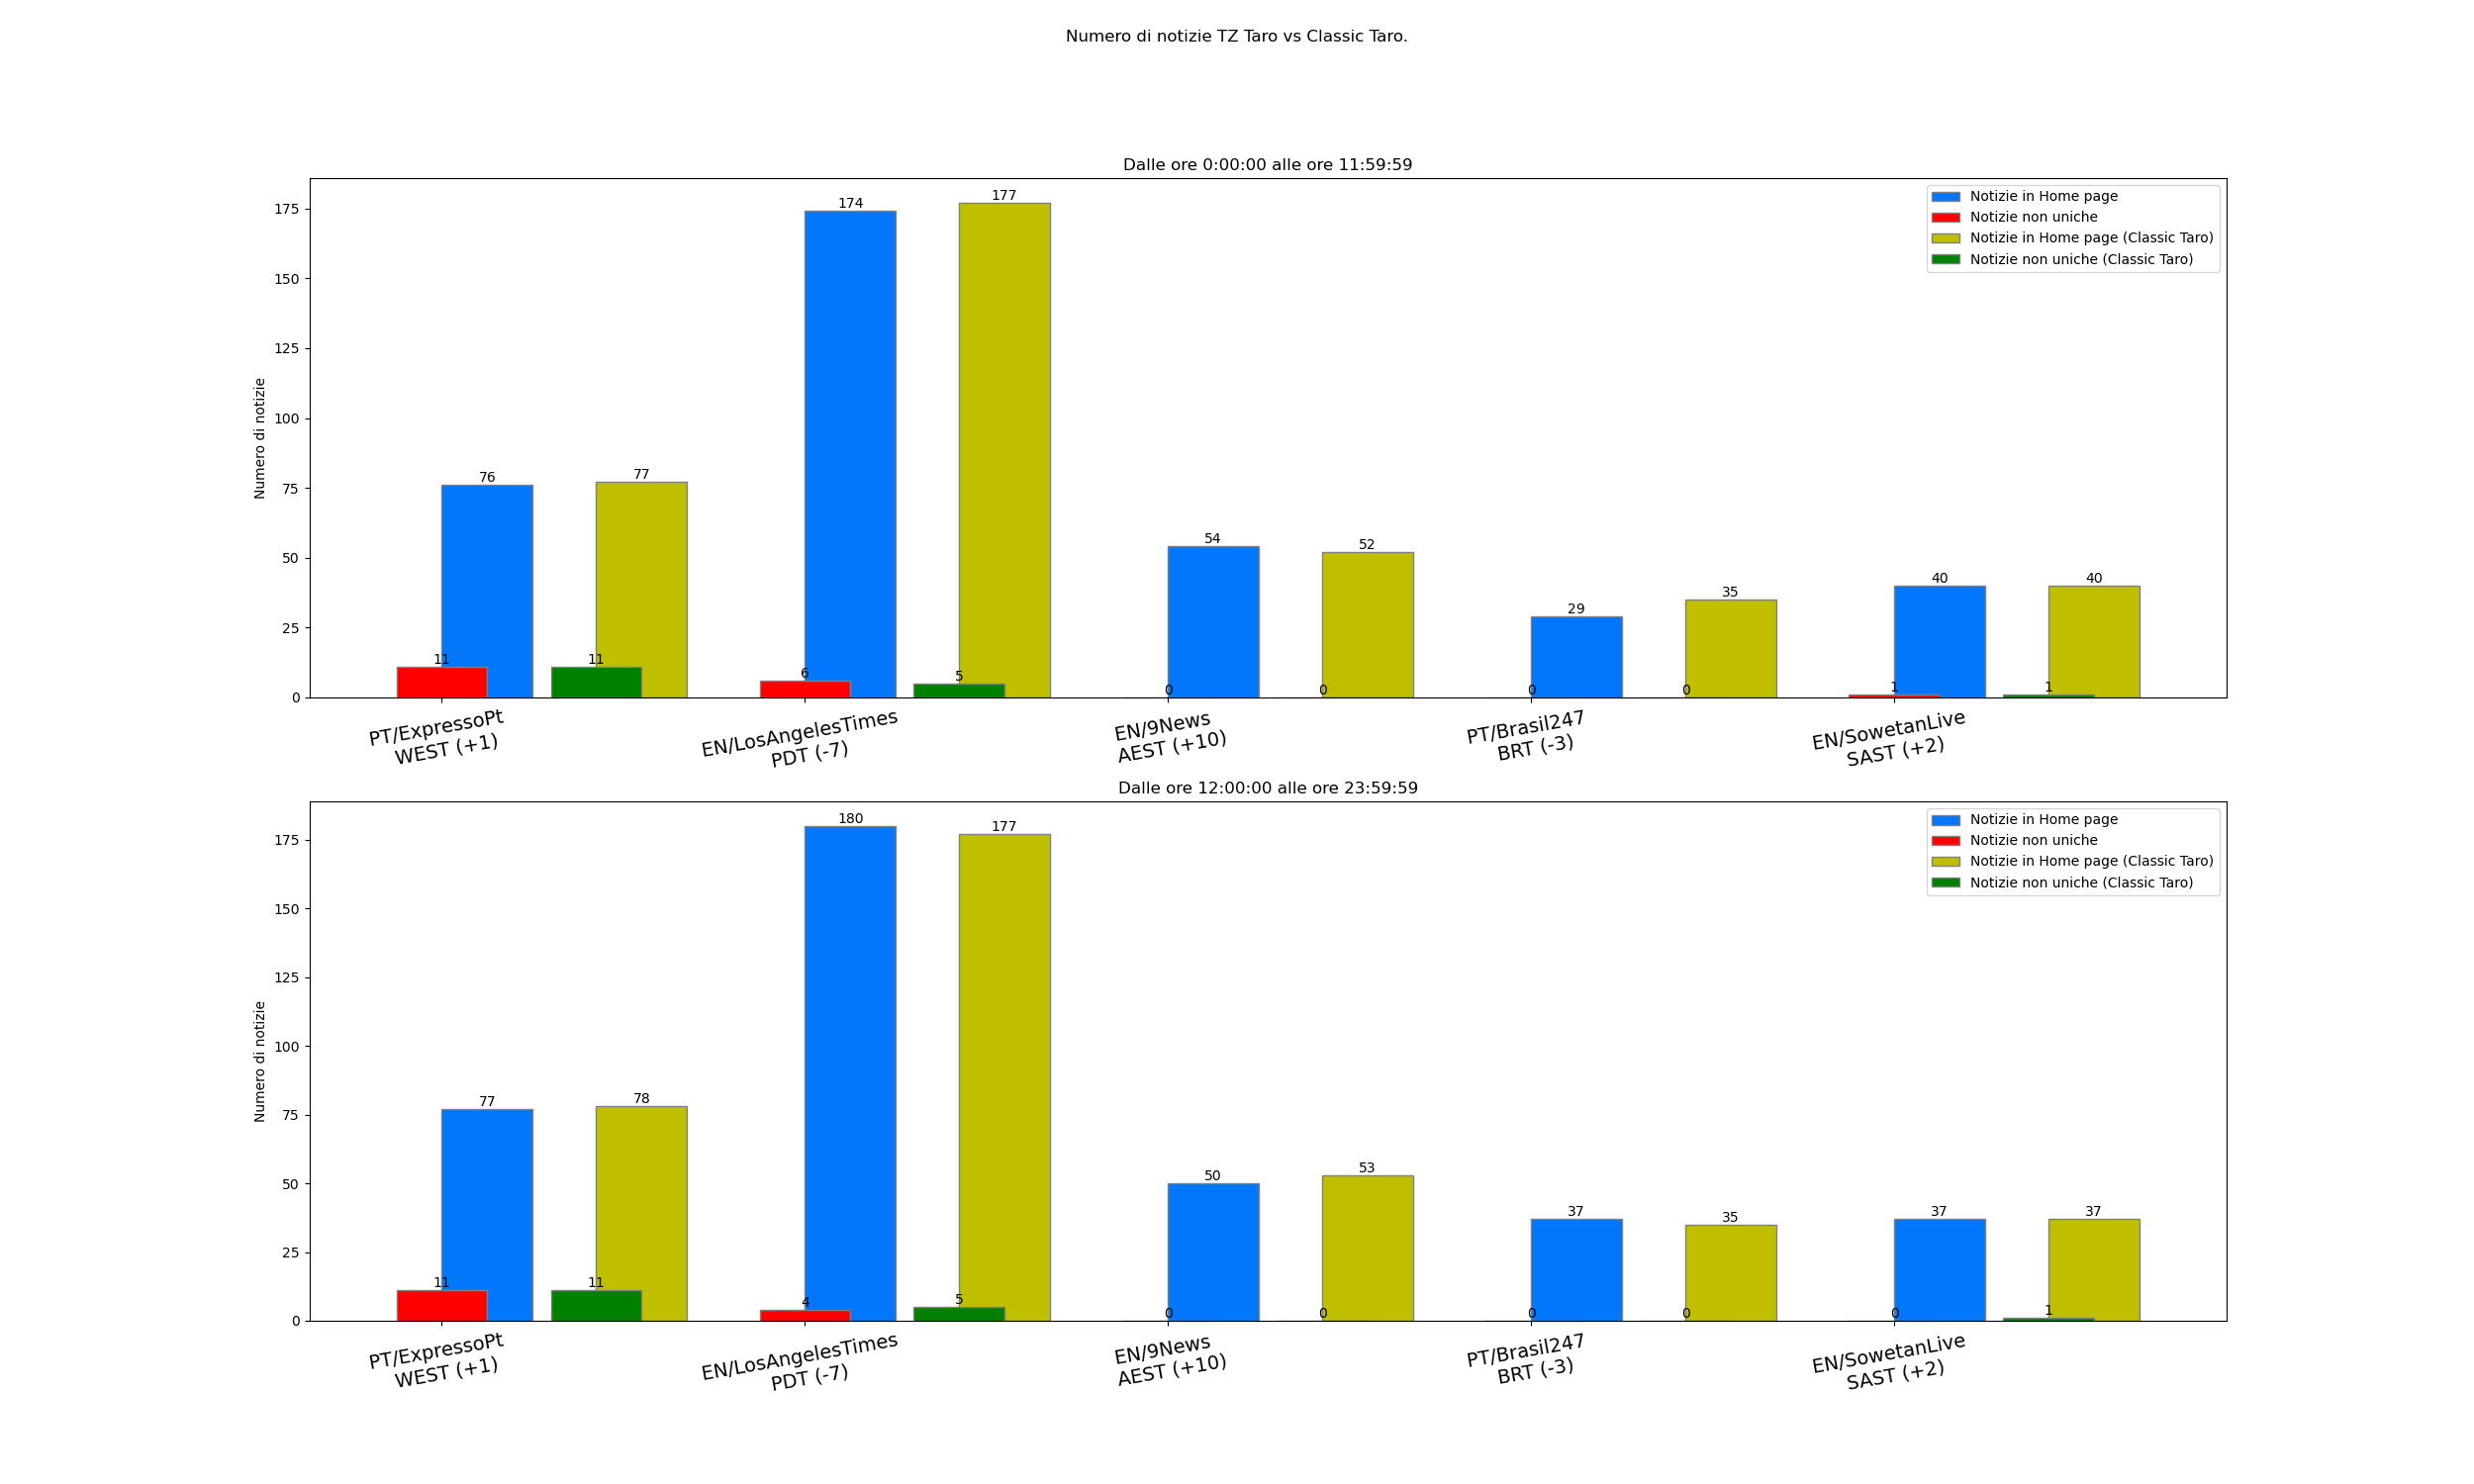 Numero di notizie TZ Taro vs Classic Taro.
Dalle ore 0:00:00 alle ore 11:59:59
Numero di notizie
175
150
125
100
75
50
25
0
76
77
174
177
54
52
29
35
40
40
11
11
6
5
0
0
0
0
1
1
Notizie in Home page
Notizie non uniche
Notizie in Home page (Classic Taro)
Notizie non uniche (Classic Taro)
PT/ExpressoPt
WEST (+1)
EN/LosAngelesTimes
PDT (-7)
EN/9News
AEST (+10)
PT/Brasil247
BRT (-3)
EN/SowetanLive
SAST (+2)
Dalle ore 12:00:00 alle ore 23:59:59
Numero di notizie
175
150
125
100
75
50
25
0
77
78
180
177
50
53
37
35
37
37
11
11
4
5
0
0
0
0
0
1
Notizie in Home page
Notizie non uniche
Notizie in Home page (Classic Taro)
Notizie non uniche (Classic Taro)
PT/ExpressoPt
WEST (+1)
EN/LosAngelesTimes
PDT (-7)
EN/9News
AEST (+10)
PT/Brasil247
BRT (-3)
EN/SowetanLive
SAST (+2)